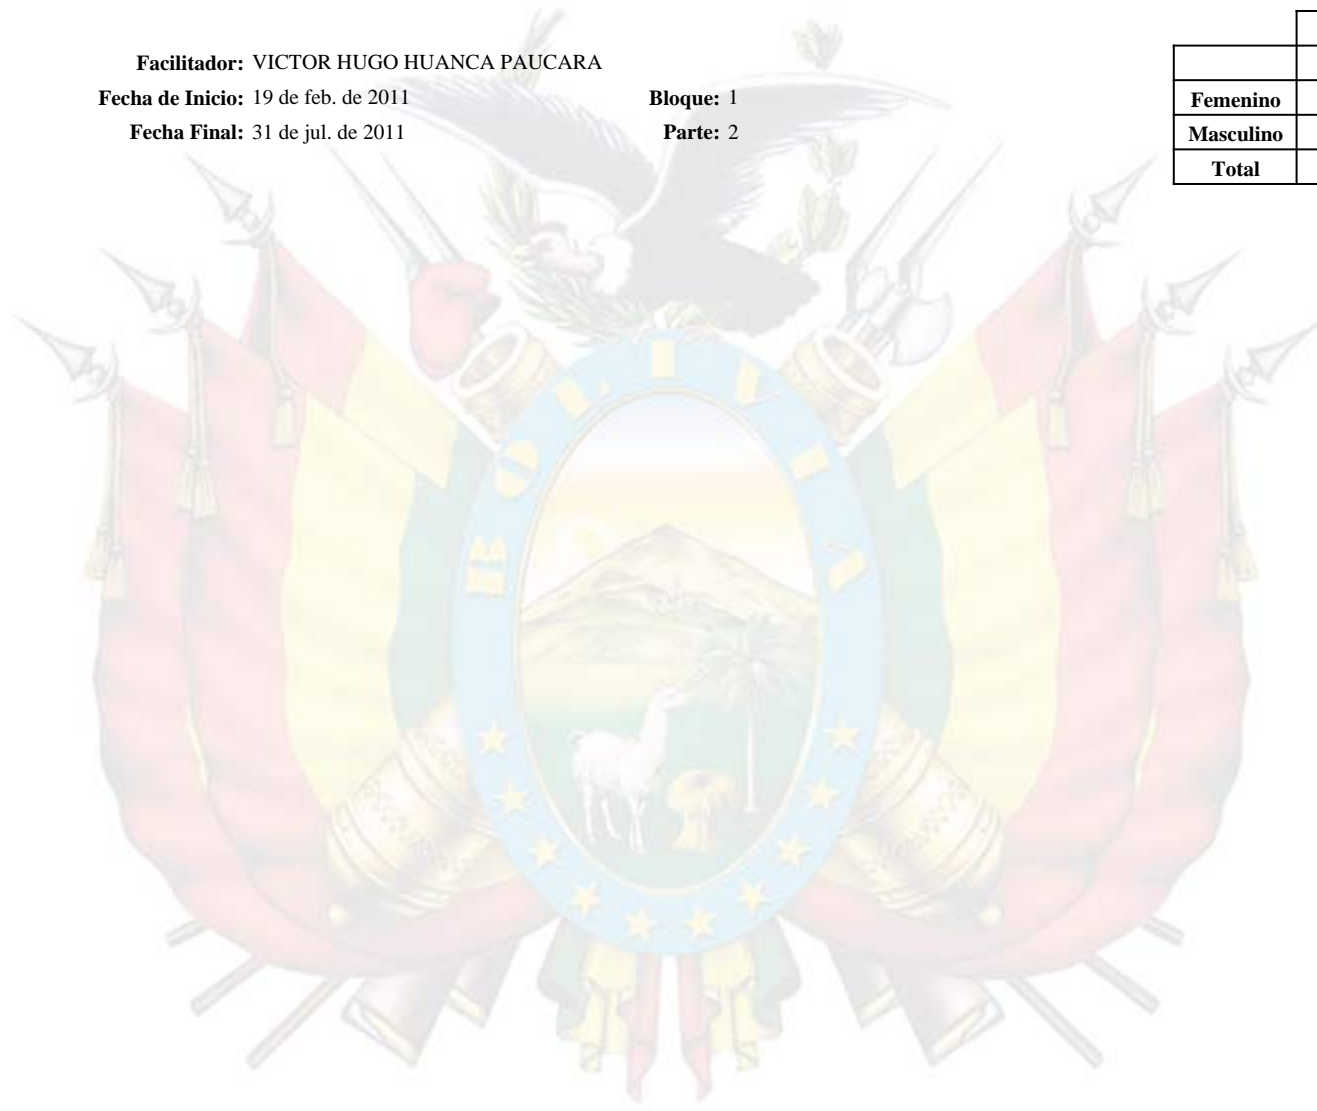 Facilitador: VICTOR HUGO HUANCA PAUCARA
Fecha de Inicio: 19 de feb. de 2011 Bloque: 1
Fecha Final: 31 de jul. de 2011 Parte: 2
Femenino
Masculino
Total
BOLIVIA